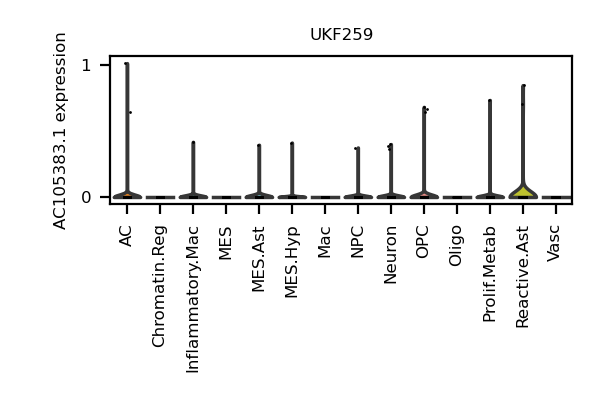 UKF259
AC105383.1 expression
1
0
AC
Chromatin.Reg
Inflammatory.Mac
MES
MES.Ast
MES.Hyp
Mac
NPC
Neuron
OPC
Oligo
Prolif.Metab
Reactive.Ast
Vasc